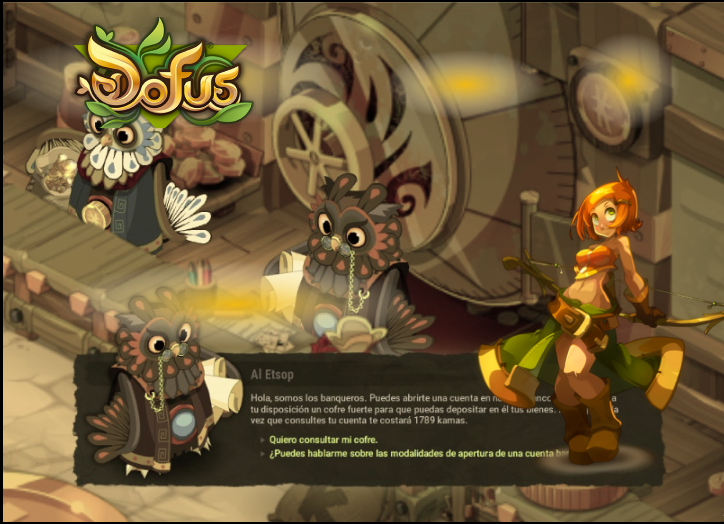 Dofus
Al Etsop
Hola, somos los banqueros. Puedes abrirte una cuenta en
tu disposición un cofre fuerte para que puedas depositar en él tus bienes.
vez que consultes tu cuenta te costará 1789 kamas.
Quiero consultar mi cofre.
¿Puedes hablarme sobre las modalidades de apertura de una cuenta